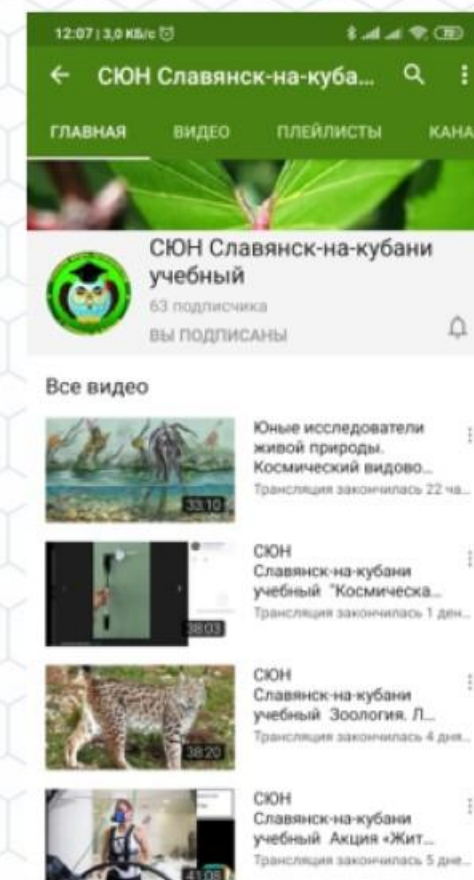 12:07 | 3,0 КБ/с
СЮН Славянск-на-куба...
ГЛАВНАЯ ВИДЕО ПЛЕЙЛИСТЫ КАНА
СЮН Славянск-на-кубани
учебный
63 подписчика
ВЫ ПОДПИСАНЫ
Все видео
Юные исследователи
живой природы.
Космический видово...
Трансляция закончилась 22 ча...
33:10
СЮН
Славянск-на-кубани
учебный "Космическа...
Трансляция закончилась 1 ден...
38:03
СЮН
Славянск-на-кубани
учебный Зоология. Л...
Трансляция закончилась 4 дня...
38:20
СЮН
Славянск-на-кубани
учебный Акция «Жит...
Трансляция закончилась 5 дне...
41:08